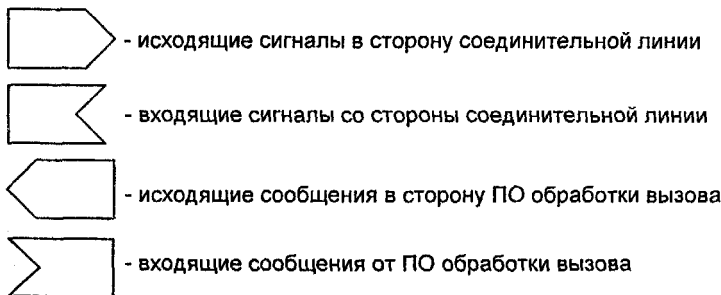 - исходящие сигналы в сторону соединительной линии
- входящие сигналы со стороны соединительной линии
- исходящие сообщения в сторону ПО обработки вызова
- входящие сообщения от ПО обработки вызова